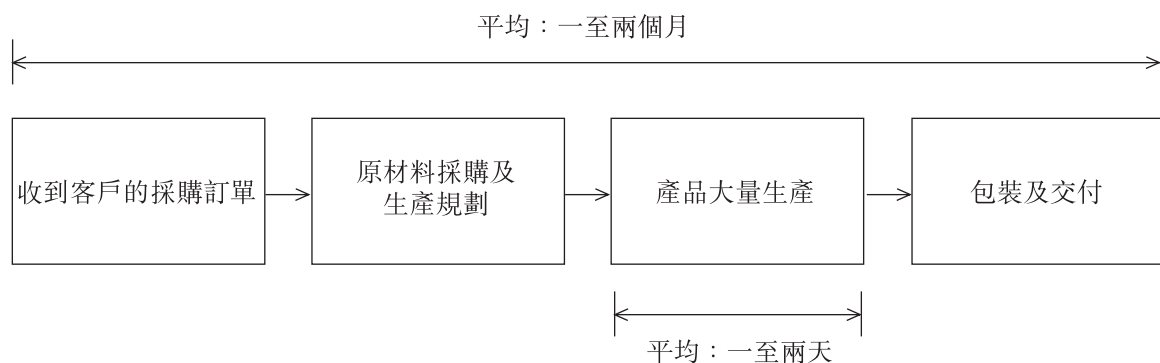 平均：一至兩個月
收到客戶的採購訂單
原材料採購及
生產規劃
產品大量生產
包裝及交付
平均：一至兩天